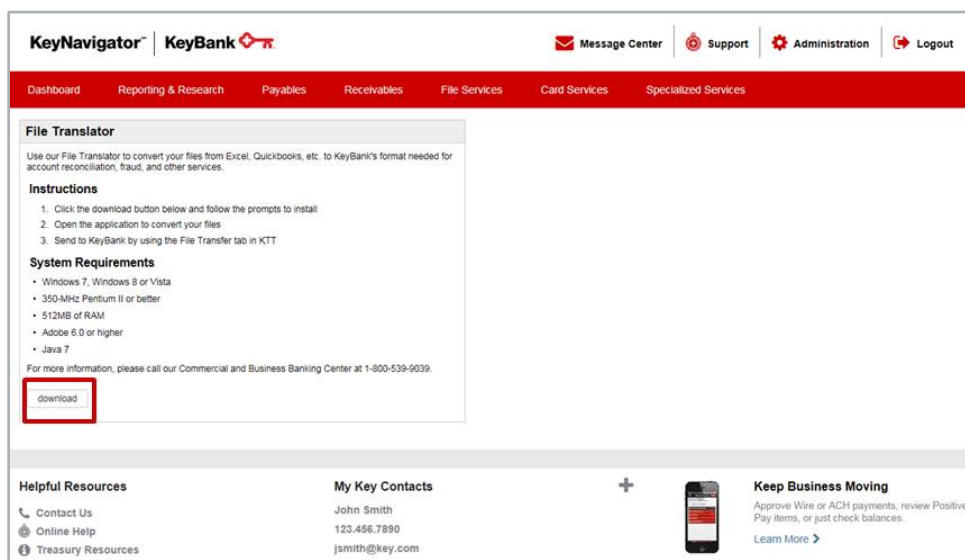 KeyNavigator KeyBank
Message Center
Support
Administration
Logout
Dashboard
Reporting & Research
Payables
Receivables
File Services
Card Services
Specialized Services
File Translator
Use our File Translator to convert your files from Excel, Quickbooks, etc. to KeyBank's format needed for
account reconciliation, fraud, and other services.
Instructions
1. Click the download button below and follow the prompts to install
2. Open the application to convert your files
3. Send to KeyBank by using the File Transfer tab in KTT
System Requirements
• Windows 7, Windows 8 or Vista
• 350-MHz Pentium II or better
• 512MB of RAM
• Adobe 6.0 or higher
• Java 7
For more information, please call our Commercial and Business Banking Center at 1-800-539-9039.
download
Helpful Resources
Contact Us
Online Help
Treasury Resources
My Key Contacts
John Smith
123.456.7890
jsmith@key.com
Keep Business Moving
Approve Wire or ACH payments, review Positive
Pay items, or just check balances.
Learn More